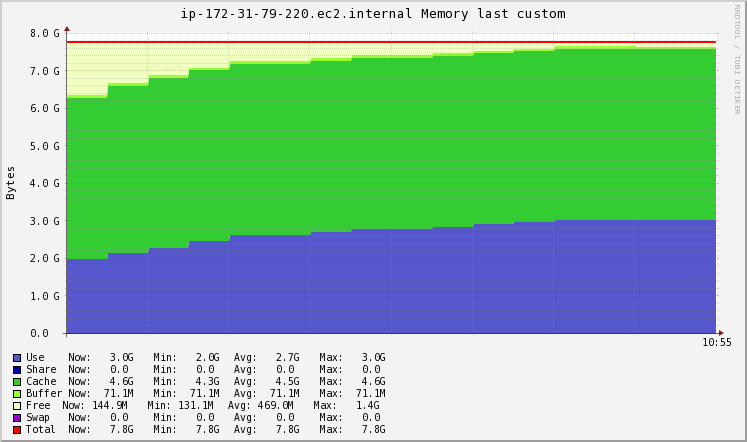 ip-172-31-79-220.ec2.internal Memory last custom
RRDTOOL / TOBI OETIKER
Bytes
8.0 G
7.0 G
6.0 G
5.0 G
4.0 G
3.0 G
2.0 G
1.0 G
0.0
10:55
Use Now: 3.0G Min: 2.0G Avg: 2.7G Max: 3.0G
Share Now: 0.0 Min: 0.0 Avg: 0.0 Max: 0.0
Cache Now: 4.6G Min: 4.3G Avg: 4.5G Max: 4.6G
Buffer Now: 71.1M Min: 71.1M Avg: 71.1M Max: 71.1M
Free Now: 144.9M Min: 131.1M Avg: 469.0M Max: 1.4G
Swap Now: 0.0 Min: 0.0 Avg: 0.0 Max: 0.0
Total Now: 7.8G Min: 7.8G Avg: 7.8G Max: 7.8G